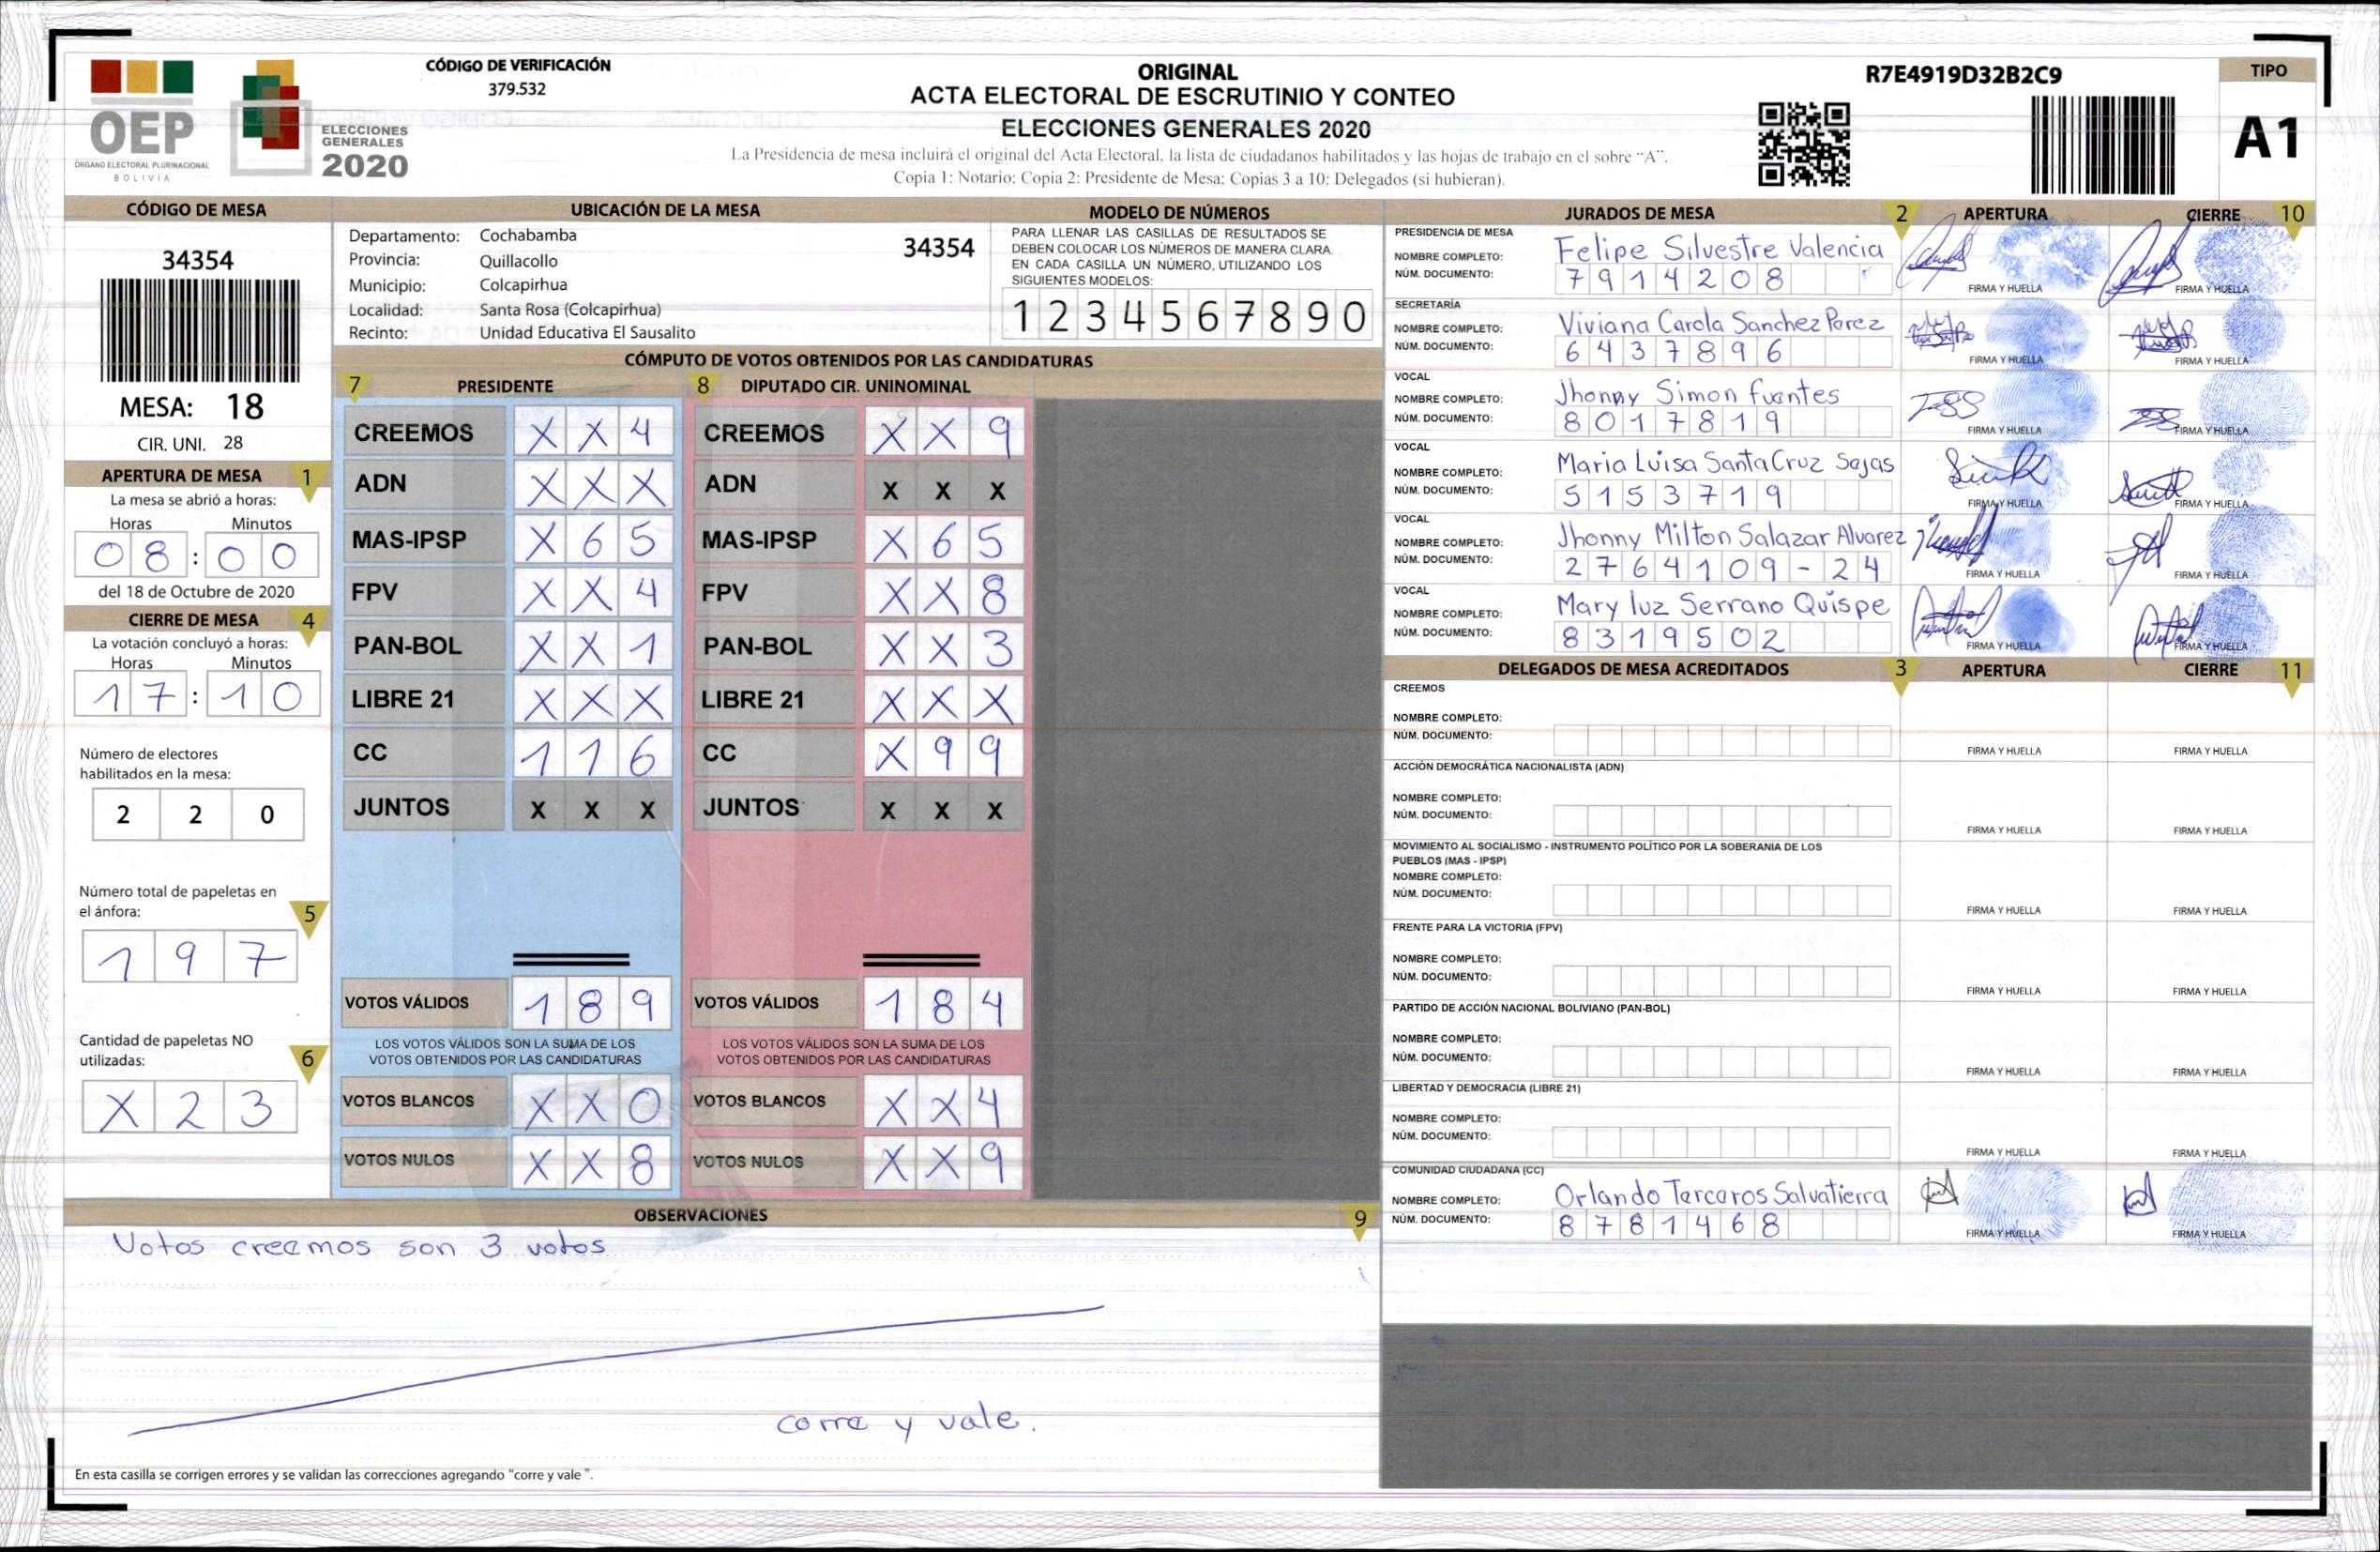 OEP
ÓRGANO ELECTORAL PLURINACIONAL
BOLIVIA
ELECCIONES
GENERALES
2020
CÓDIGO DE VERIFICACIÓN
379.532
ORIGINAL
ACTA ELECTORAL DE ESCRUTINIO Y CONTEO
ELECCIONES GENERALES 2020
La Presidencia de mesa incluirá el original del Acta Electoral, la lista de ciudadanos habilitados y las hojas de trabajo en el sobre "A".
Copia 1: Notario; Copia 2: Presidente de Mesa; Copias 3 a 10: Delegados (si hubieran).
R7E4919D32B2C9
TIPO
A1
CÓDIGO DE MESA
34354
MESA: 18
CIR. UNI. 28
APERTURA DE MESA 1
La mesa se abrió a horas:
Horas Minutos
08:00
del 18 de Octubre de 2020
CIERRE DE MESA 4
La votación concluyó a horas:
Horas Minutos
17:10
Número de electores
habilitados en la mesa:
2 2 0
Número total de papeletas en
el ánfora: 5
1 9 7
Cantidad de papeletas NO
utilizadas: 6
X 2 3
UBICACIÓN DE LA MESA
Departamento: Cochabamba 34354
Provincia: Quillacollo
Municipio: Colcapirhua
Localidad: Santa Rosa (Colcapirhua)
Recinto: Unidad Educativa El Sausalito
MODELO DE NÚMEROS
PARA LLENAR LAS CASILLAS DE RESULTADOS SE
DEBEN COLOCAR LOS NÚMEROS DE MANERA CLARA.
EN CADA CASILLA UN NÚMERO, UTILIZANDO LOS
SIGUIENTES MODELOS:
1 2 3 4 5 6 7 8 9 0
CÓMPUTO DE VOTOS OBTENIDOS POR LAS CANDIDATURAS
7 PRESIDENTE 8 DIPUTADO CIR. UNINOMINAL
CREEMOS X X 4 CREEMOS X X 9
ADN X X X ADN X X X
MAS-IPSP X 6 5 MAS-IPSP X 6 5
FPV X X 4 FPV X X 8
PAN-BOL X X 1 PAN-BOL X X 3
LIBRE 21 X X X LIBRE 21 X X X
CC 1 1 6 CC X 9 9
JUNTOS X X X JUNTOS X X X
VOTOS VÁLIDOS 1 8 9 VOTOS VÁLIDOS 1 8 4
LOS VOTOS VÁLIDOS SON LA SUMA DE LOS LOS VOTOS VÁLIDOS SON LA SUMA DE LOS
VOTOS OBTENIDOS POR LAS CANDIDATURAS VOTOS OBTENIDOS POR LAS CANDIDATURAS
VOTOS BLANCOS X X 0 VOTOS BLANCOS X X 4
VOTOS NULOS X X 8 VOTOS NULOS X X 9
OBSERVACIONES 9
Votos creemos son 3 votos
corre y vale.
En esta casilla se corrigen errores y se validan las correcciones agregando "corre y vale ".
JURADOS DE MESA 2 APERTURA CIERRE 10
PRESIDENCIA DE MESA
NOMBRE COMPLETO: Felipe Silvestre Valencia
NÚM. DOCUMENTO: 7914208
FIRMA Y HUELLA FIRMA Y HUELLA
SECRETARÍA
NOMBRE COMPLETO: Viviana Carola Sanchez Perez
NÚM. DOCUMENTO: 6437896
FIRMA Y HUELLA FIRMA Y HUELLA
VOCAL
NOMBRE COMPLETO: Jhonny Simon fuentes
NÚM. DOCUMENTO: 8017819
FIRMA Y HUELLA FIRMA Y HUELLA
VOCAL
NOMBRE COMPLETO: Maria Luisa SantaCruz Sejas
NÚM. DOCUMENTO: 5153719
FIRMA Y HUELLA FIRMA Y HUELLA
VOCAL
NOMBRE COMPLETO: Jhonny Milton Salazar Alvarez
NÚM. DOCUMENTO: 2764109-24
FIRMA Y HUELLA FIRMA Y HUELLA
VOCAL
NOMBRE COMPLETO: Mary luz Serrano Quispe
NÚM. DOCUMENTO: 8319502
FIRMA Y HUELLA FIRMA Y HUELLA
DELEGADOS DE MESA ACREDITADOS 3 APERTURA CIERRE 11
CREEMOS
NOMBRE COMPLETO:
NÚM. DOCUMENTO:
FIRMA Y HUELLA FIRMA Y HUELLA
ACCIÓN DEMOCRÁTICA NACIONALISTA (ADN)
NOMBRE COMPLETO:
NÚM. DOCUMENTO:
FIRMA Y HUELLA FIRMA Y HUELLA
MOVIMIENTO AL SOCIALISMO - INSTRUMENTO POLÍTICO POR LA SOBERANIA DE LOS
PUEBLOS (MAS - IPSP)
NOMBRE COMPLETO:
NÚM. DOCUMENTO:
FIRMA Y HUELLA FIRMA Y HUELLA
FRENTE PARA LA VICTORIA (FPV)
NOMBRE COMPLETO:
NÚM. DOCUMENTO:
FIRMA Y HUELLA FIRMA Y HUELLA
PARTIDO DE ACCIÓN NACIONAL BOLIVIANO (PAN-BOL)
NOMBRE COMPLETO:
NÚM. DOCUMENTO:
FIRMA Y HUELLA FIRMA Y HUELLA
LIBERTAD Y DEMOCRACIA (LIBRE 21)
NOMBRE COMPLETO:
NÚM. DOCUMENTO:
FIRMA Y HUELLA FIRMA Y HUELLA
COMUNIDAD CIUDADANA (CC)
NOMBRE COMPLETO: Orlando Terceros Salvatierra
NÚM. DOCUMENTO: 8781468
FIRMA Y HUELLA FIRMA Y HUELLA